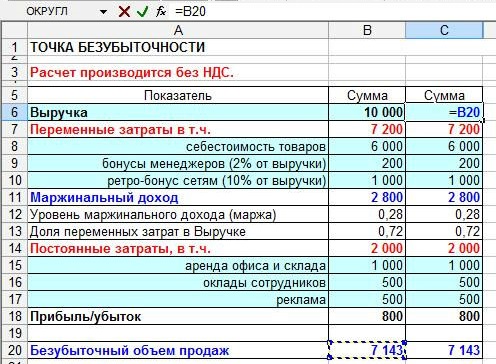 ОКРУГЛ fx =B20
A B C
1 ТОЧКА БЕЗУБЫТОЧНОСТИ
2
3 Расчет производится без НДС.
5 Показатель Сумма Сумма
6 Выручка 10 000 =B20
7 Переменные затраты в т.ч. 7 200 7 200
8 себестоимость товаров 6 000 6 000
9 бонусы менеджеров (2% от выручки) 200 200
10 ретро-бонус сетям (10% от выручки) 1 000 1 000
11 Маржинальный доход 2 800 2 800
12 Уровень маржинального дохода (маржа) 0,28 0,28
13 Доля переменных затрат в Выручке 0,72 0,72
14 Постоянные затраты, в т.ч. 2 000 2 000
15 аренда офиса и склада 1 000 1 000
16 оклады сотрудников 500 500
17 реклама 500 500
18 Прибыль/убыток 800 800
19
20 Безубыточный объем продаж 7 143 7 143